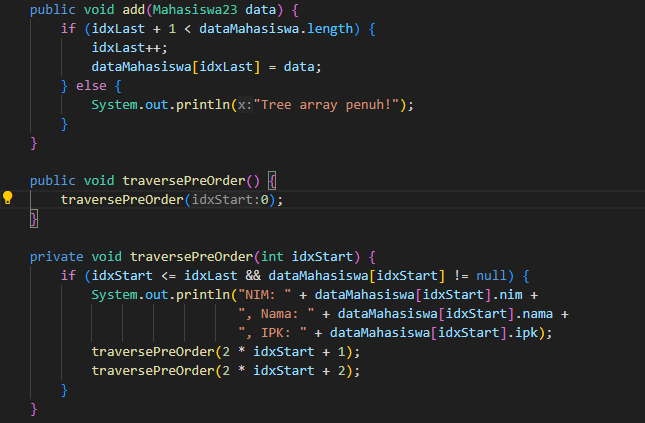 public void add(Mahasiswa23 data) {
    if (idxLast + 1 < dataMahasiswa.length) {
        idxLast++;
        dataMahasiswa[idxLast] = data;
    } else {
        System.out.println(x:"Tree array penuh!");
    }
}

public void traversePreOrder() {
    traversePreOrder(idxStart:0);
}

private void traversePreOrder(int idxStart) {
    if (idxStart <= idxLast && dataMahasiswa[idxStart] != null) {
        System.out.println("NIM: " + dataMahasiswa[idxStart].nim +
                           ", Nama: " + dataMahasiswa[idxStart].nama +
                           ", IPK: " + dataMahasiswa[idxStart].ipk);
        traversePreOrder(2 * idxStart + 1);
        traversePreOrder(2 * idxStart + 2);
    }
}